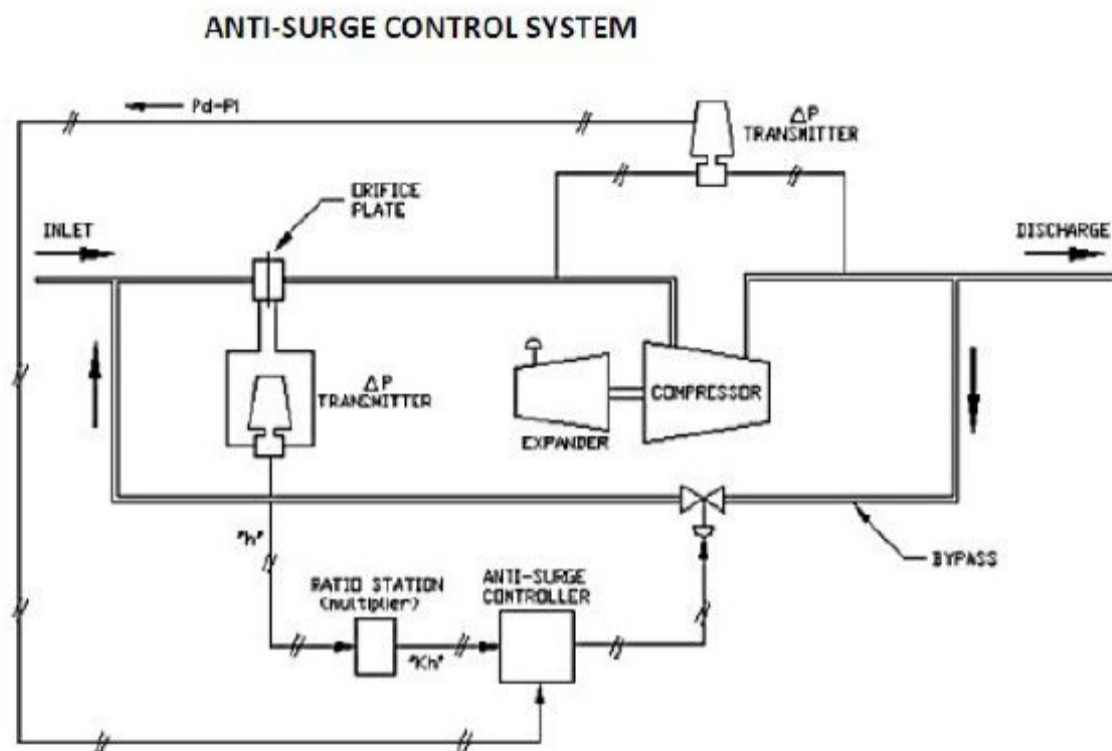 ANTI-SURGE CONTROL SYSTEM
Pd-Pi
ΔP
TRANSMITTER
ORIFICE
PLATE
INLET
DISCHARGE
ΔP
TRANSMITTER
COMPRESSOR
EXPANDER
"h"
BYPASS
RATIO STATION
(multiplier)
ANTI-SURGE
CONTROLLER
"Kh"